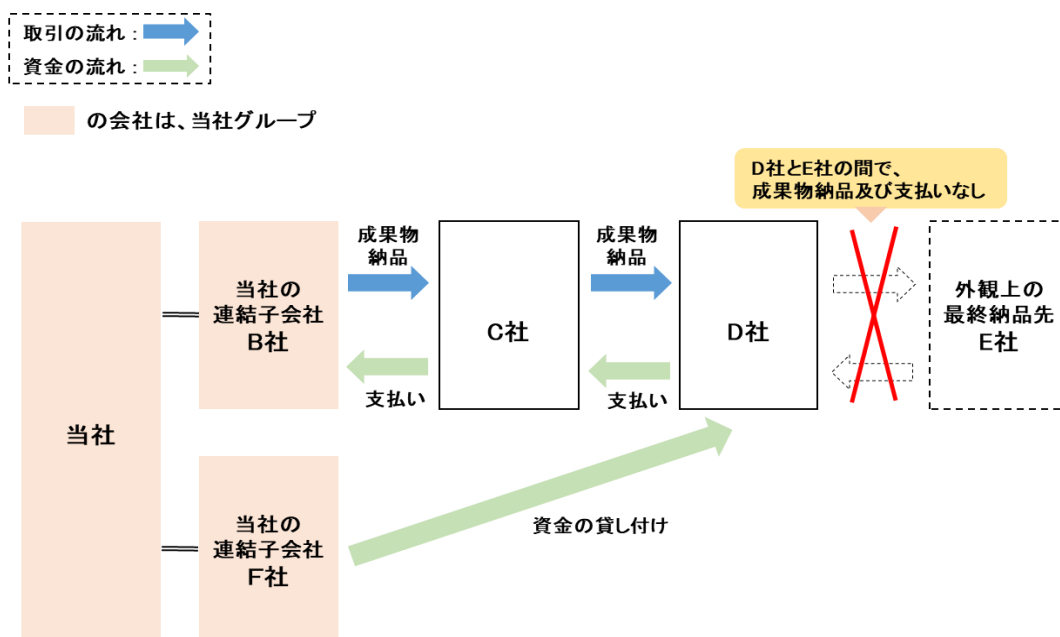 取引の流れ：
資金の流れ：
の会社は、当社グループ
D社とE社の間で、
成果物納品及び支払いなし
当社
当社の
連結子会社
B社
成果物
納品
支払い
C社
成果物
納品
支払い
D社
外観上の
最終納品先
E社
当社の
連結子会社
F社
資金の貸し付け